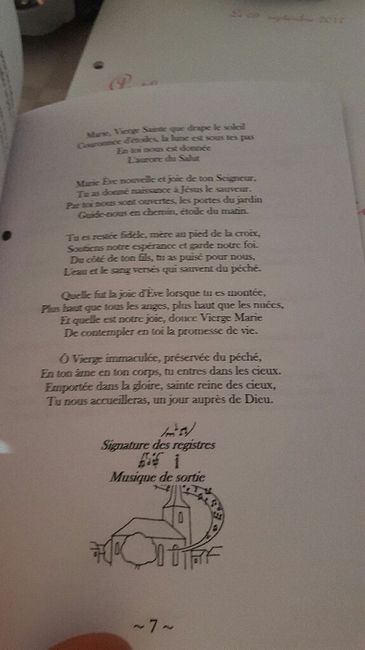 septembre 2015
Marie, Vierge Sainte que drape le soleil
Couronnée d'étoiles, la lune est sous tes pas
En toi nous est donnée
L'aurore du Salut
Marie Ève nouvelle et joie de ton Seigneur,
Tu as donné naissance à Jésus le sauveur.
Par toi nous sont ouvertes, les portes du jardin
Guide-nous en chemin, étoile du matin.
Tu es restée fidèle, mère au pied de la croix,
Soutiens notre espérance et garde notre foi.
Du côté de ton fils, tu as puisé pour nous,
L'eau et le sang versés qui sauvent du péché.
Quelle fut la joie d'Ève lorsque tu es montée,
Plus haut que tous les anges, plus haut que les nuées,
Et quelle est notre joie, douce Vierge Marie
De contempler en toi la promesse de vie.
Ô Vierge immaculée, préservée du péché,
En ton âme en ton corps, tu entres dans les cieux.
Emportée dans la gloire, sainte reine des cieux,
Tu nous accueilleras, un jour auprès de Dieu.
Signature des registres
Musique de sortie
~ 7 ~